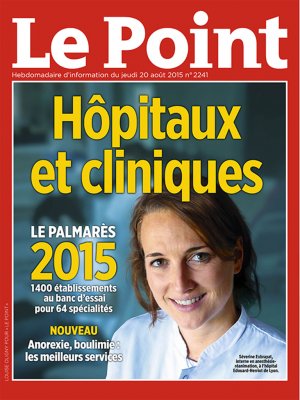 Le Point
Hebdomadaire d'information du jeudi 20 août 2015 n° 2241
Hôpitaux
et cliniques
LE PALMARÈS
2015
1400 établissements
au banc d'essai
pour 64 spécialités
NOUVEAU
Anorexie, boulimie :
les meilleurs services
Séverine Estoayat,
interne en anesthésie-
réanimation, à l'hôpital
Édouard-Herriot de Lyon.